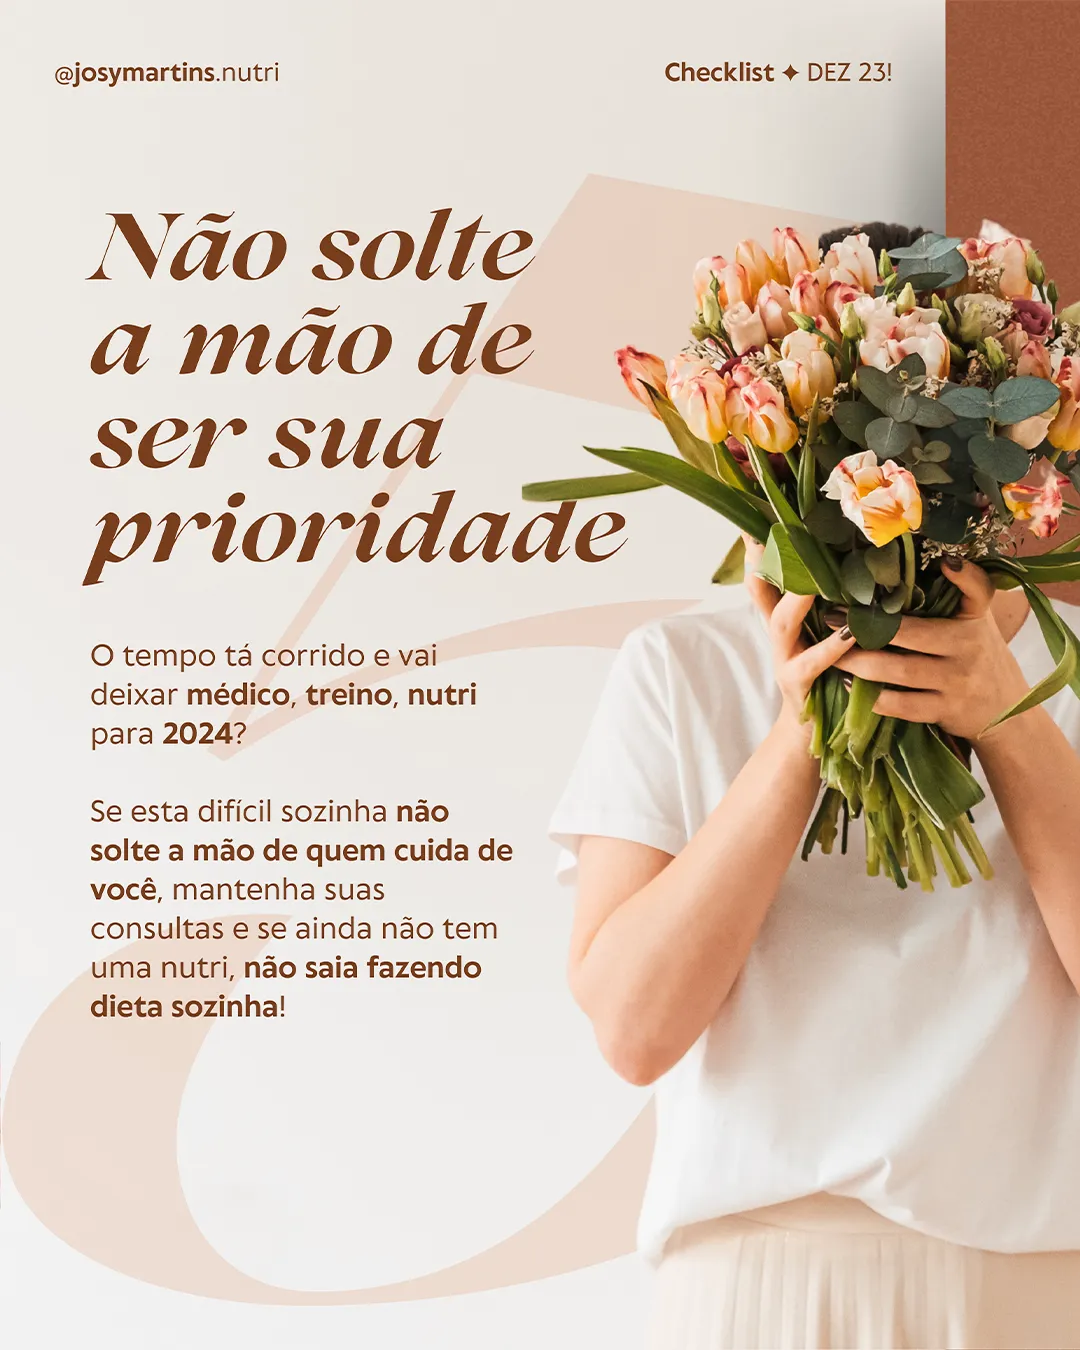 @josymartins.nutri
Checklist ✦ DEZ 23!
Não solte
a mão de
ser sua
prioridade
O tempo tá corrido e vai
deixar médico, treino, nutri
para 2024?
Se esta difícil sozinha não
solte a mão de quem cuida de
você, mantenha suas
consultas e se ainda não tem
uma nutri, não saia fazendo
dieta sozinha!
5